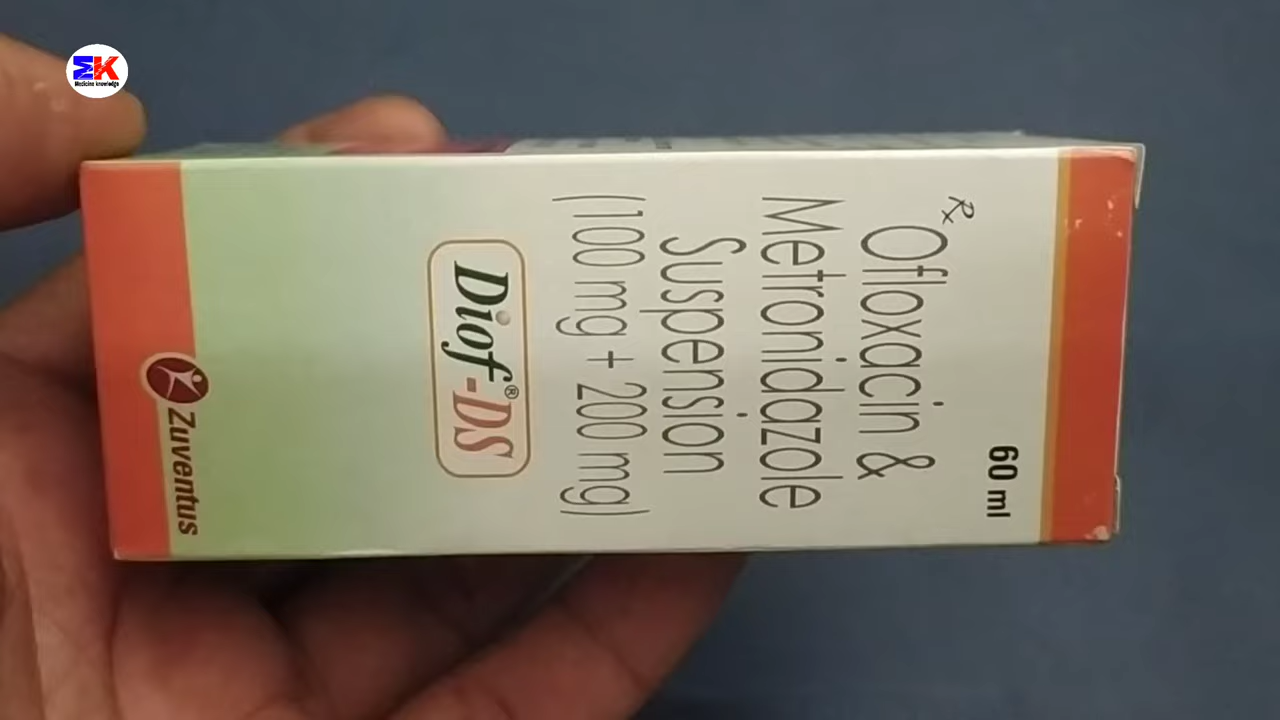 MK
Medicine knowledge
60 ml
Rx
Ofloxacin &
Metronidazole
Suspension
(100 mg + 200 mg)
Diof®-DS
Zuventus